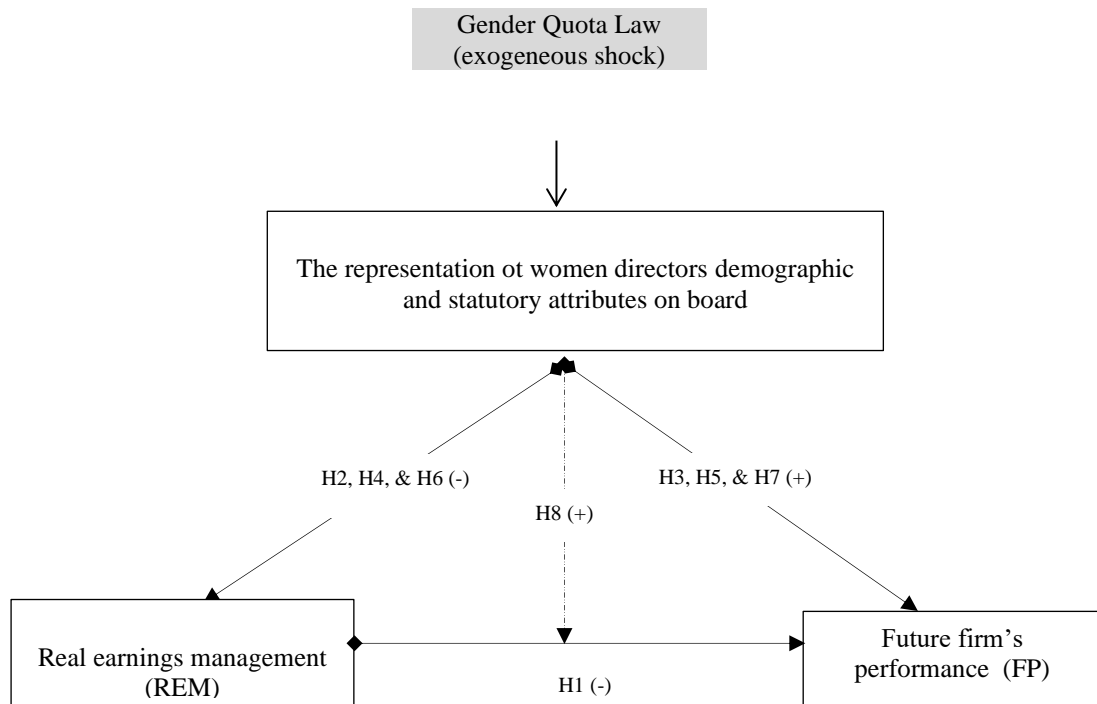 Gender Quota Law
(exogeneous shock)
The representation ot women directors demographic
and statutory attributes on board
H2, H4, & H6 (-)
H3, H5, & H7 (+)
H8 (+)
Real earnings management
(REM)
Future firm's
performance (FP)
H1 (-)